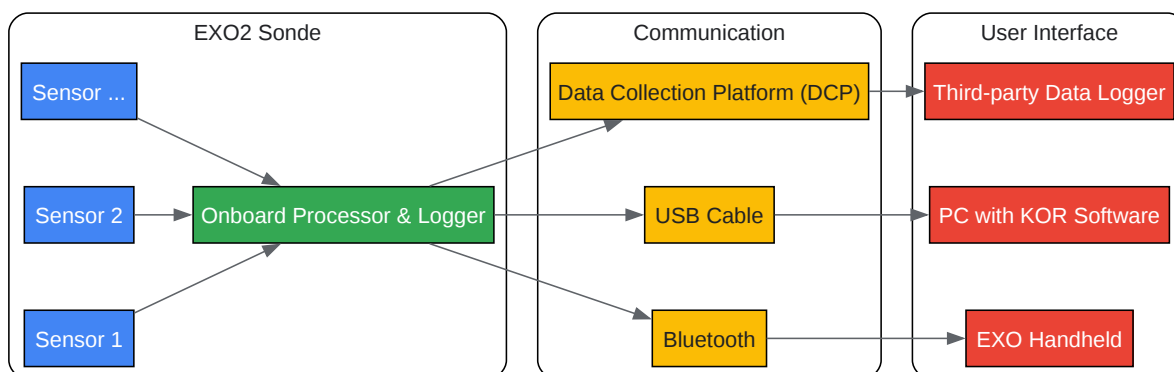 EXO2 Sonde
Communication
User Interface
Sensor ...
Data Collection Platform (DCP)
Third-party Data Logger
Sensor 2
Onboard Processor & Logger
USB Cable
PC with KOR Software
Sensor 1
Bluetooth
EXO Handheld